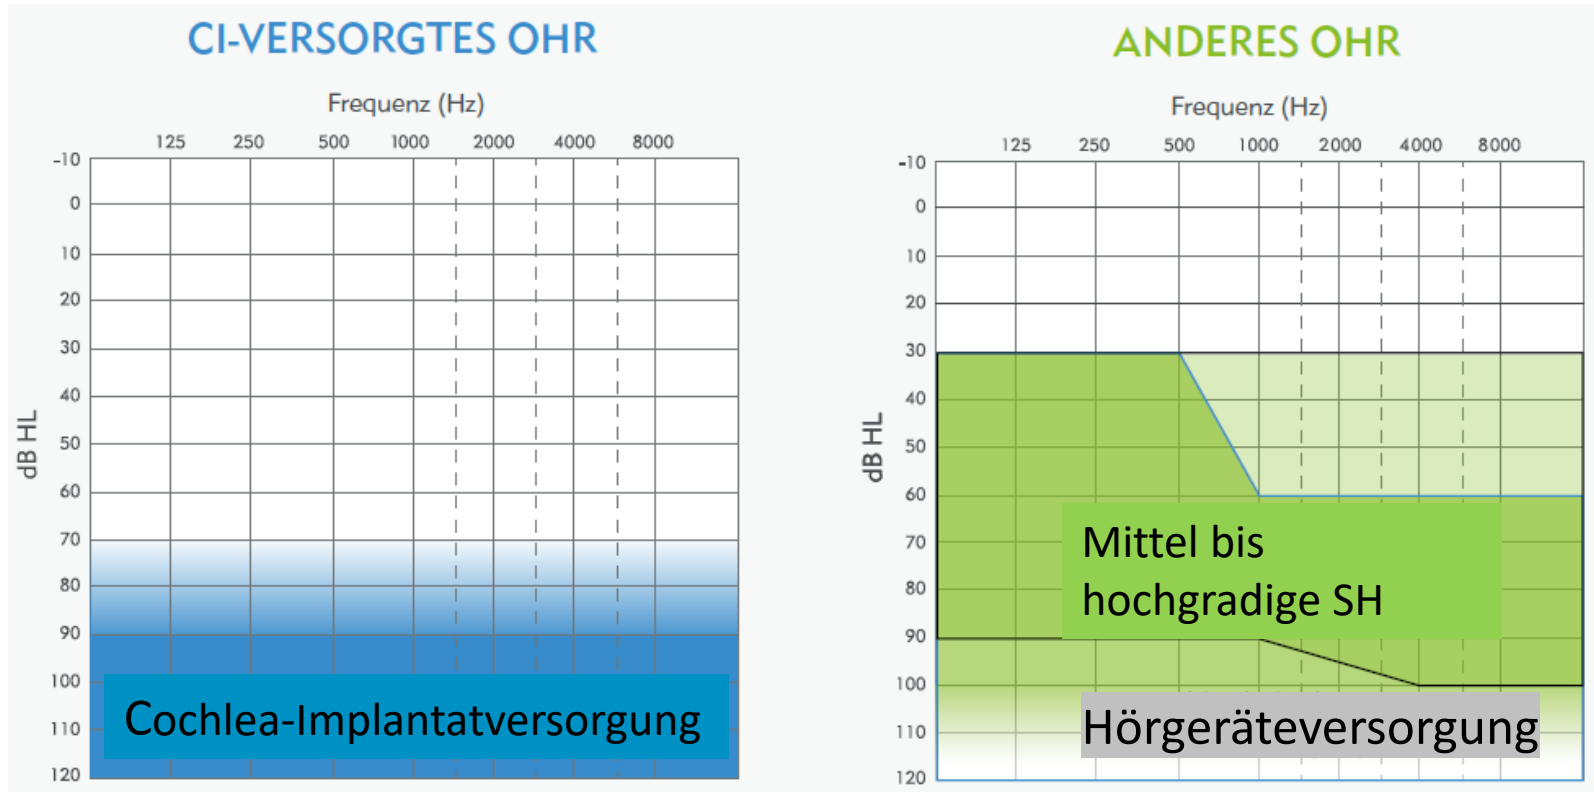 CI-VERSORGTES OHR
Frequenz (Hz)
125 250 500 1000 2000 4000 8000
-10
0
10
20
30
40
50
60
70
80
90
100
110
120
dB HL
Cochlea-Implantatversorgung
ANDERES OHR
Frequenz (Hz)
125 250 500 1000 2000 4000 8000
-10
0
10
20
30
40
50
60
70
80
90
100
110
120
dB HL
Mittel bis
hochgradige SH
Hörgeräteversorgung